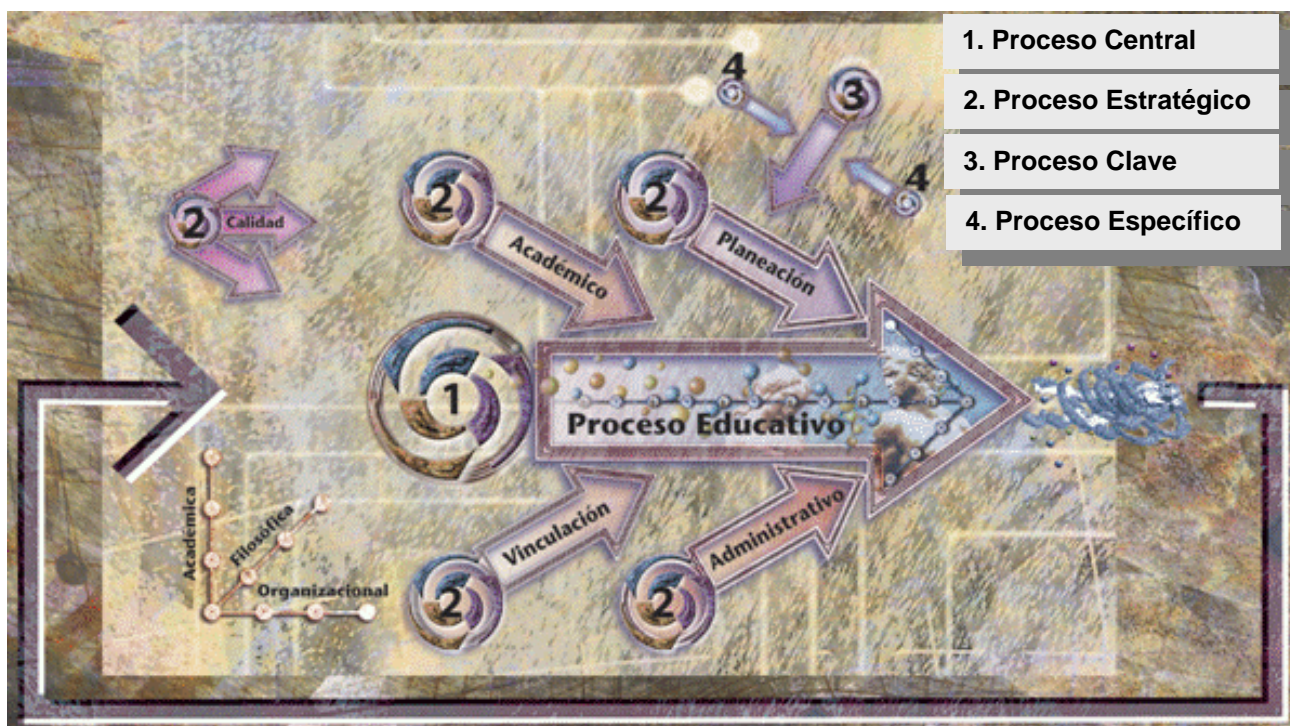 1. Proceso Central
2. Proceso Estratégico
3. Proceso Clave
4. Proceso Específico
4
3
4
2
Calidad
2
Académico
2
Planeación
1
Proceso Educativo
Académica
Filosófica
Organizacional
2
Vinculación
2
Administrativo